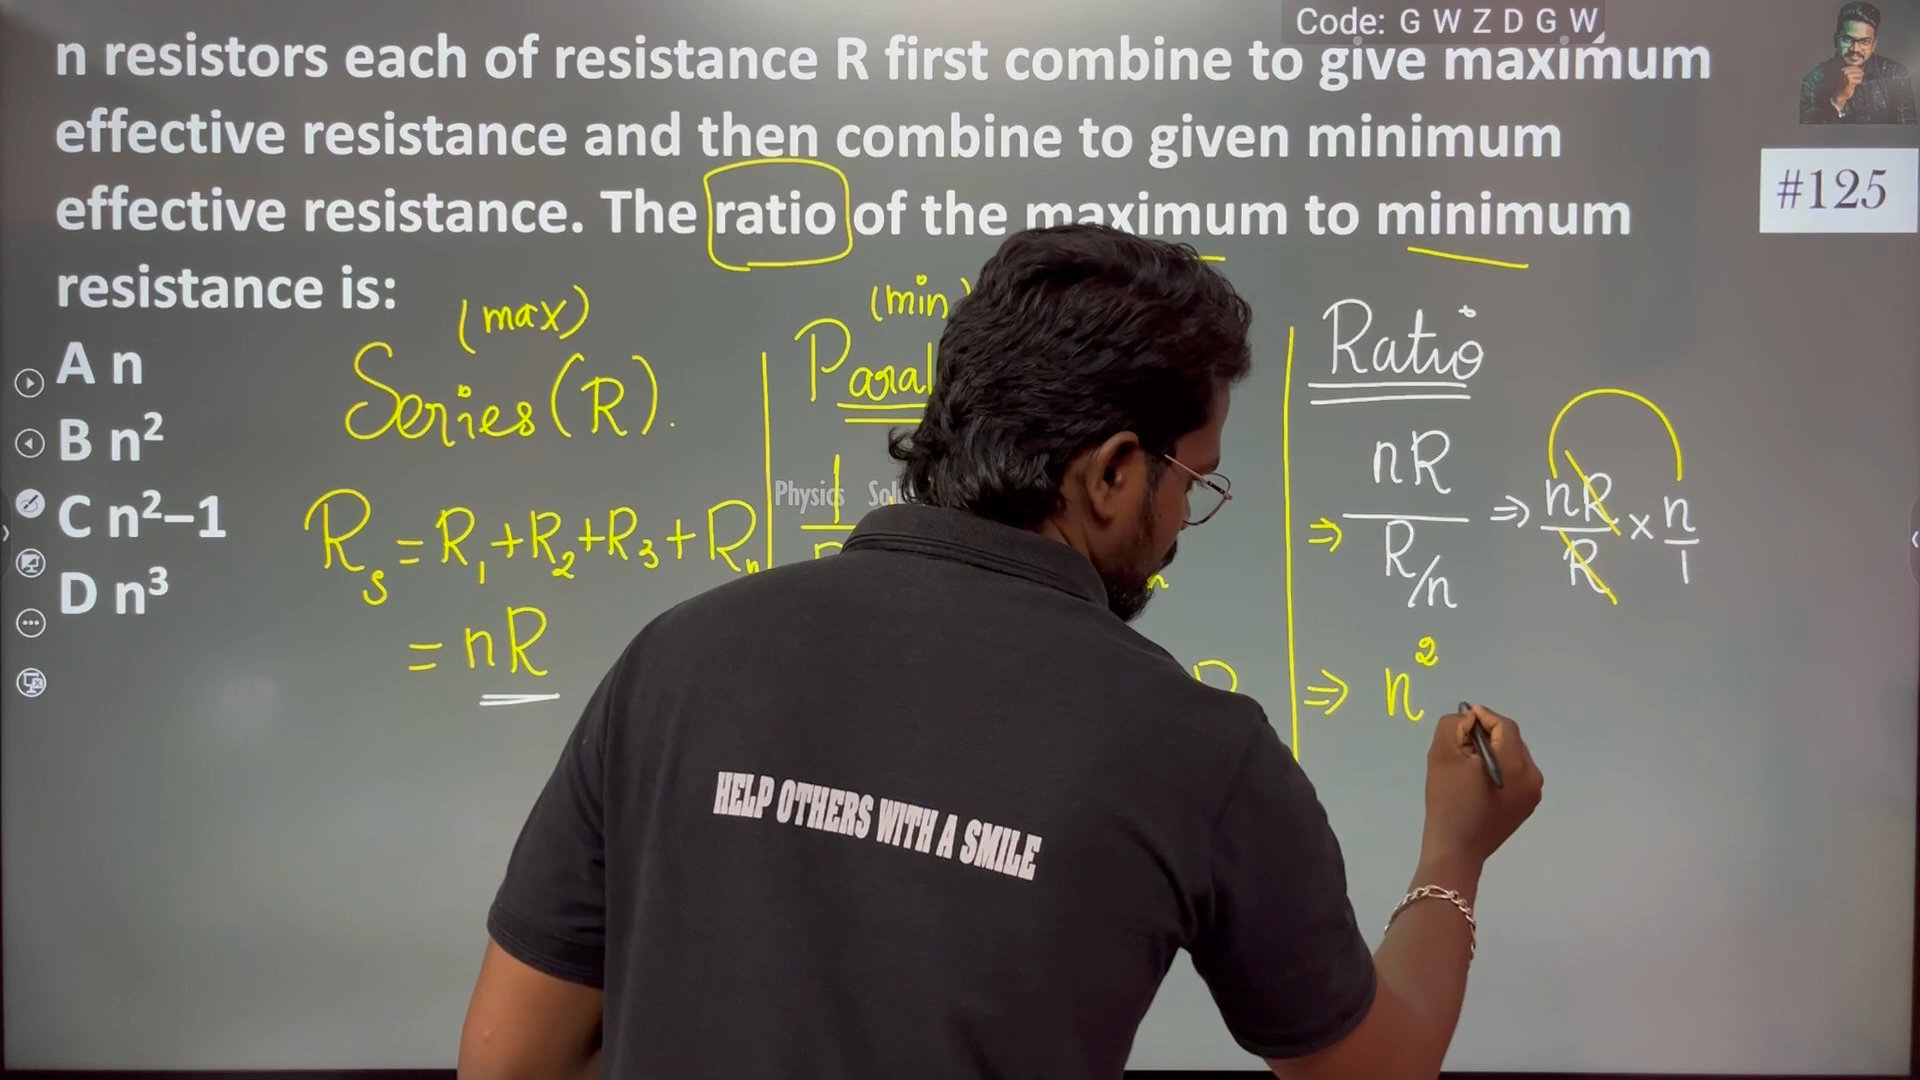 Code: G W Z D G W
n resistors each of resistance R first combine to give maximum
effective resistance and then combine to given minimum
effective resistance. The ratio of the maximum to minimum
resistance is:
#125
A n
B n²
C n²–1
D n³
(max)
Series (R).
R_s = R₁ + R₂ + R₃ + Rₙ
= nR
(min)
Physics
Ratio
⇒ nR / R/n ⇒ nR/R × n/1
⇒ n²
HELP OTHERS WITH A SMILE